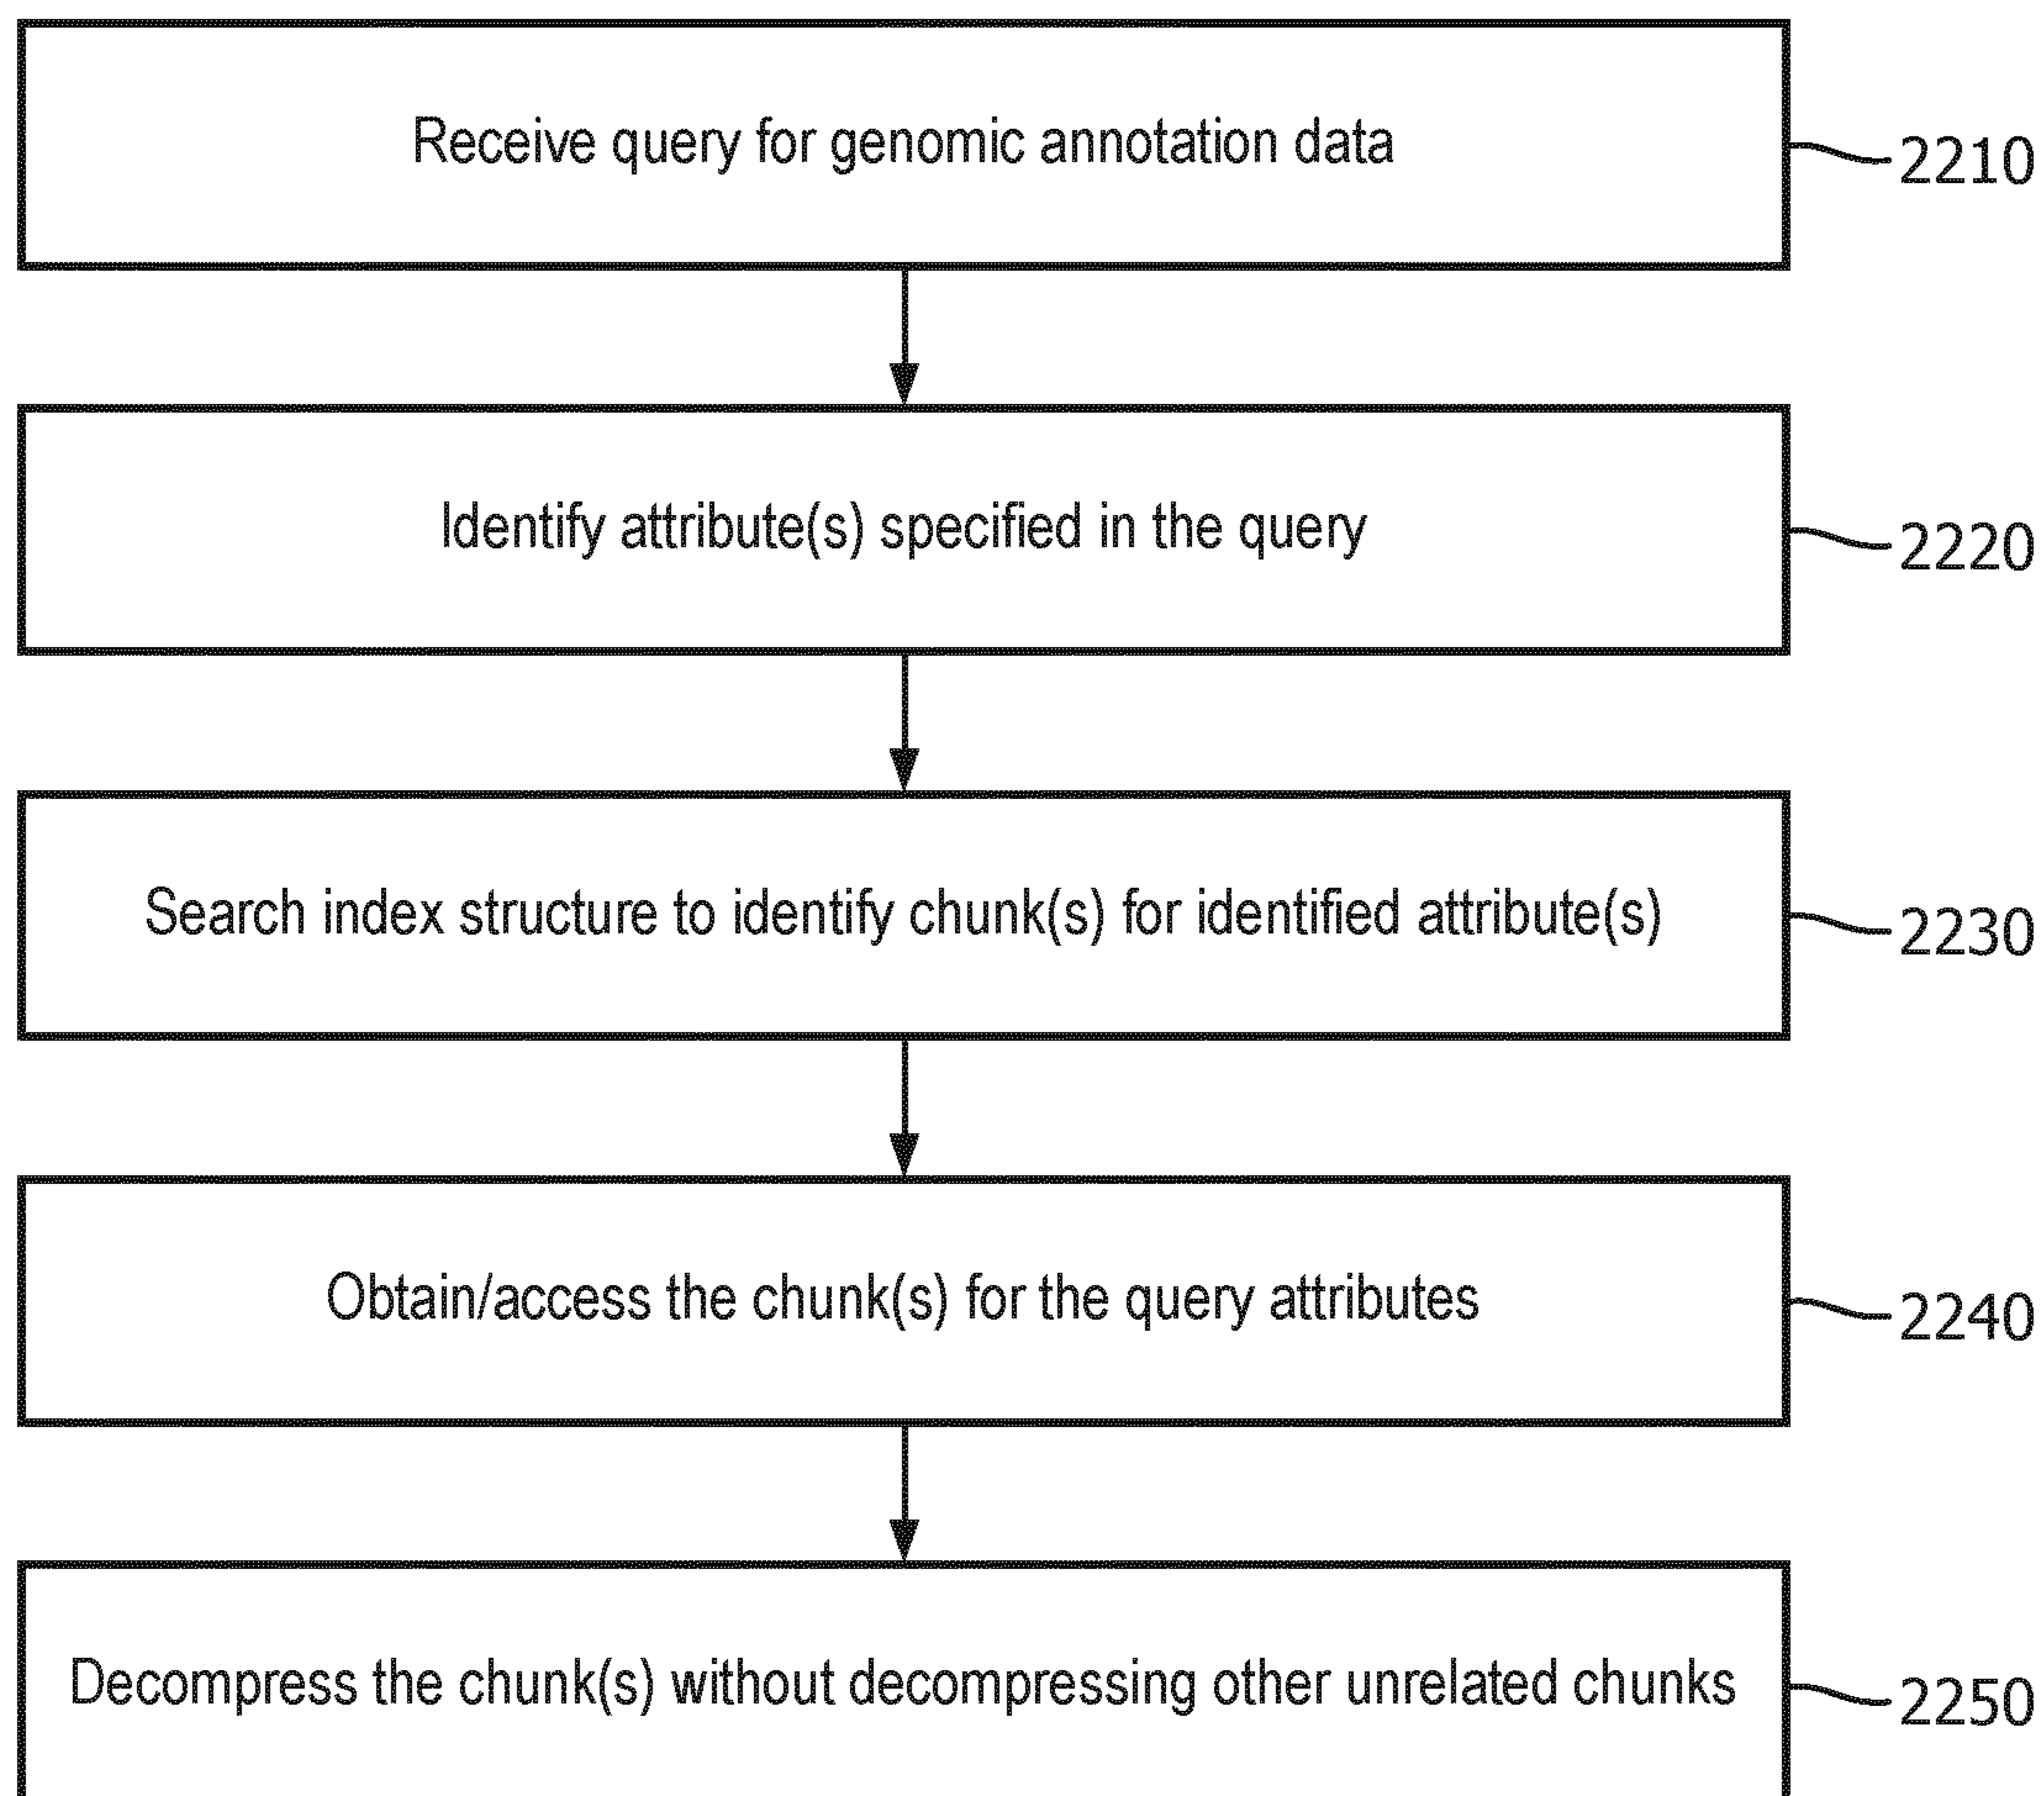 Receive query for genomic annotation data
2210
Identify attribute(s) specified in the query
2220
Search index structure to identify chunk(s) for identified attribute(s)
2230
Obtain/access the chunk(s) for the query attributes
2240
Decompress the chunk(s) without decompressing other unrelated chunks
2250